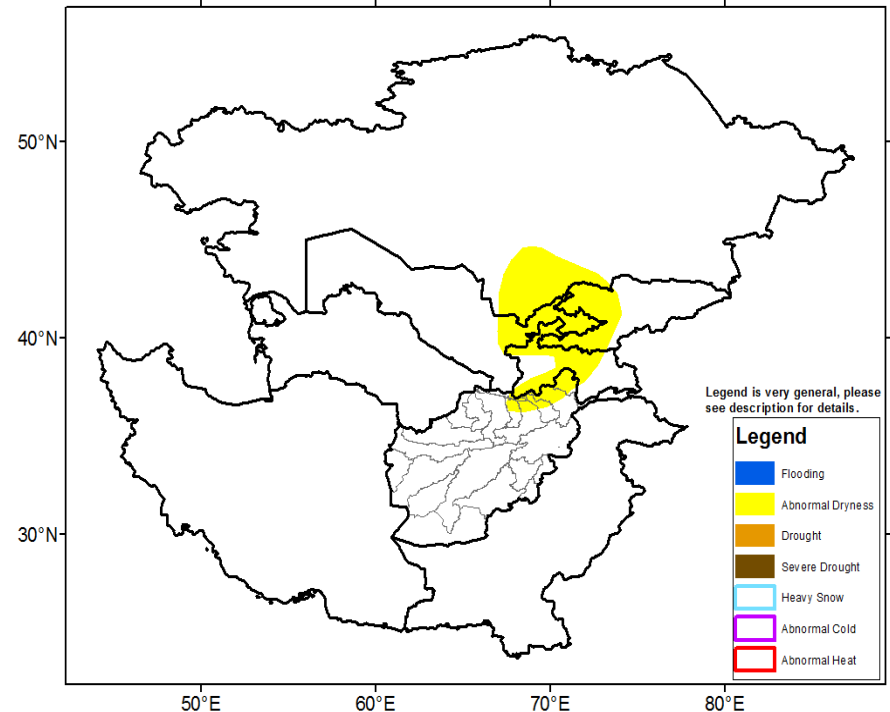 50°N
40°N
30°N
50°E
60°E
70°E
80°E
Legend is very general, please
see description for details.
Legend
Flooding
Abnormal Dryness
Drought
Severe Drought
Heavy Snow
Abnormal Cold
Abnormal Heat